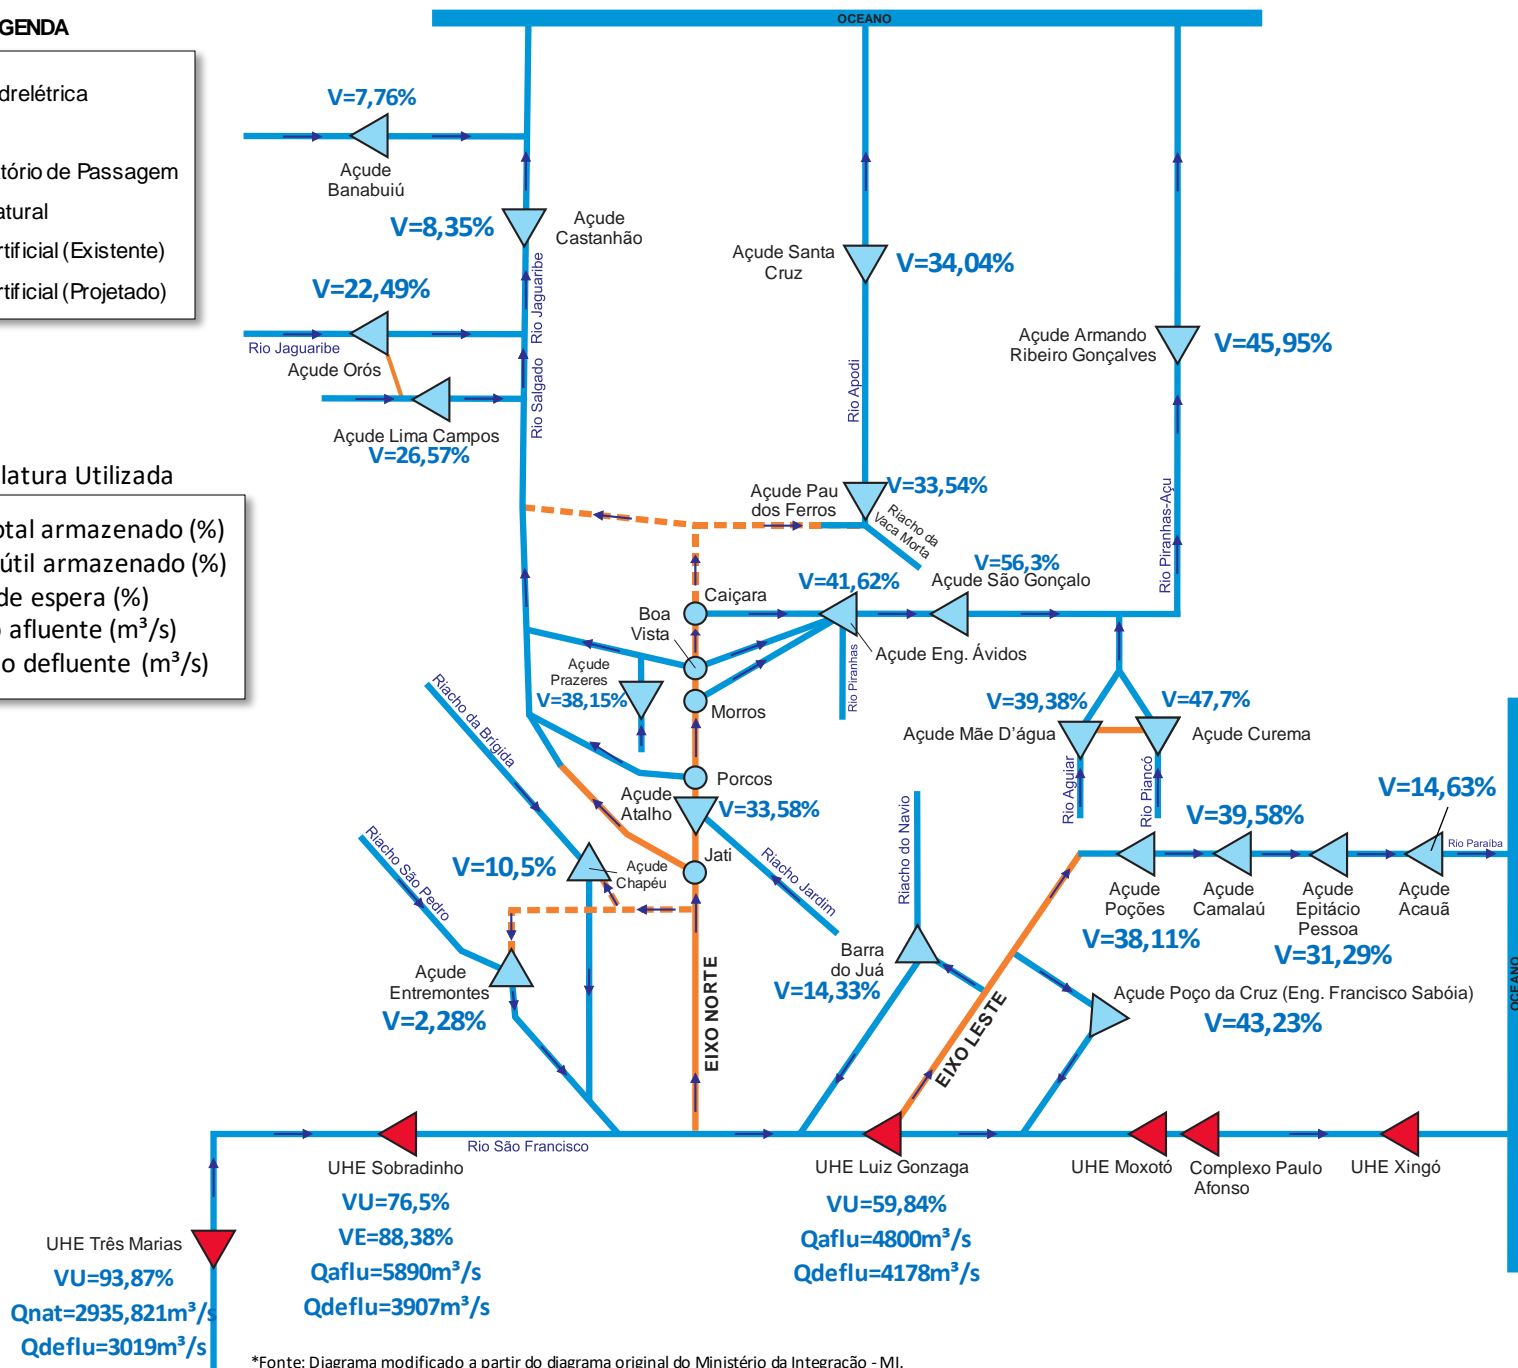 OCEANO
GENDA
drelétrica
tório de Passagem
atural
rtificial (Existente)
rtificial (Projetado)
V=7,76%
Açude
Banabuiú
V=8,35%
Açude
Castanhão
Rio Jaguaribe
V=22,49%
Rio Jaguaribe
Açude Orós
Rio Salgado
Açude Lima Campos
V=26,57%
Açude Santa
Cruz
V=34,04%
Rio Apodi
Açude Armando
Ribeiro Gonçalves
V=45,95%
Rio Piranhas-Açu
latura Utilizada
otal armazenado (%)
útil armazenado (%)
de espera (%)
o afluente (m³/s)
o defluente (m³/s)
Açude Pau
dos Ferros
V=33,54%
Riacho da
Vaca Morta
V=56,3%
Açude São Gonçalo
V=41,62%
Caiçara
Boa
Vista
Açude Eng. Ávidos
Rio Piranhas
Açude
Prazeres
V=38,15%
Morros
Riacho da Brígida
Porcos
Açude
Atalho
V=33,58%
Jati
Riacho Jardim
V=39,38%
Açude Mãe D'água
V=47,7%
Açude Curema
Rio Aguiar
Rio Piancó
V=14,63%
V=39,58%
Rio Paraíba
Açude
Poções
V=38,11%
Açude
Camalaú
Açude
Epitácio
Pessoa
V=31,29%
Açude
Acauã
Riacho do Navio
Riacho São Pedro
V=10,5%
Açude
Chapéu
Açude
Entremontes
V=2,28%
EIXO NORTE
Barra
do Juá
V=14,33%
EIXO LESTE
Açude Poço da Cruz (Eng. Francisco Sabóia)
V=43,23%
OCEANO
Rio São Francisco
UHE Sobradinho
VU=76,5%
VE=88,38%
Qaflu=5890m³/s
Qdeflu=3907m³/s
UHE Luiz Gonzaga
VU=59,84%
Qaflu=4800m³/s
Qdeflu=4178m³/s
UHE Moxotó
Complexo Paulo
Afonso
UHE Xingó
UHE Três Marias
VU=93,87%
Qnat=2935,821m³/s
Qdeflu=3019m³/s
*Fonte: Diagrama modificado a partir do diagrama original do Ministério da Integração - MI.